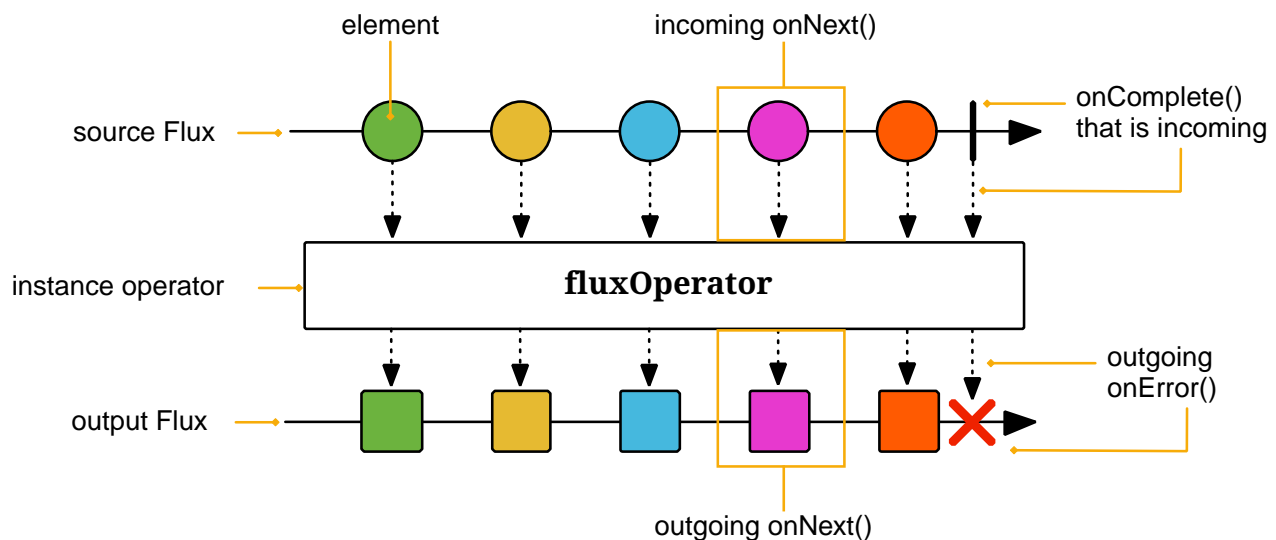 element
incoming onNext()
source Flux
onComplete()
that is incoming
instance operator
fluxOperator
outgoing
onError()
output Flux
outgoing onNext()